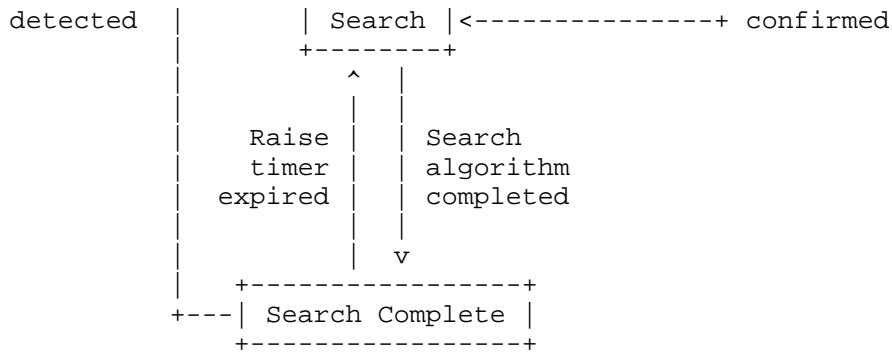 detected Search confirmed
Raise Search
timer algorithm
expired completed
Search Complete